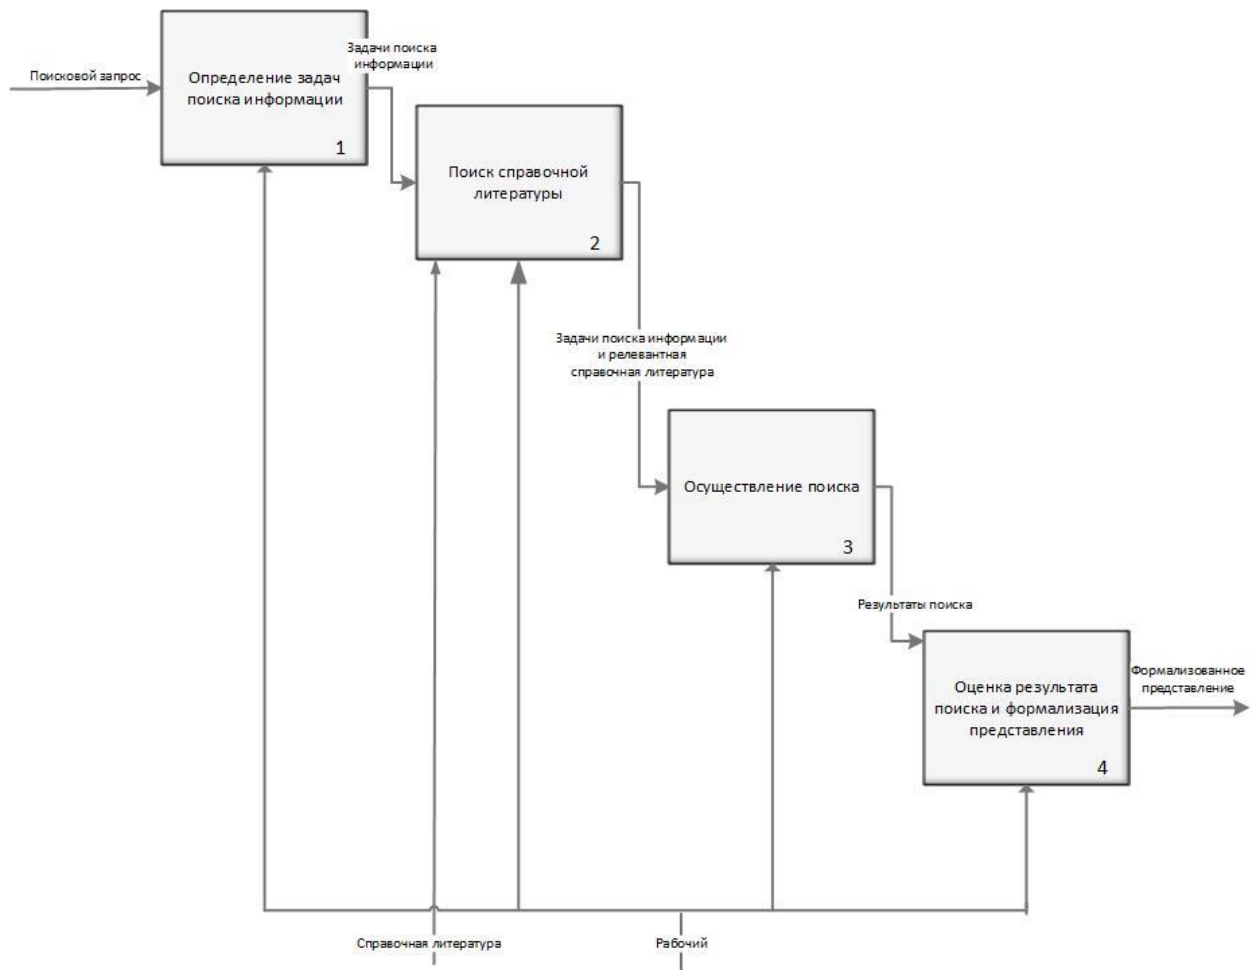 Поисковой запрос
Определение задач
поиска информации
1
Задачи поиска
информации
Поиск справочной
литературы
2
Задачи поиска информации
и релевантная
справочная литература
Осуществление поиска
3
Результаты поиска
Оценка результата
поиска и формализация
представления
4
Формализованное
представление
Справочная литература
Рабочий